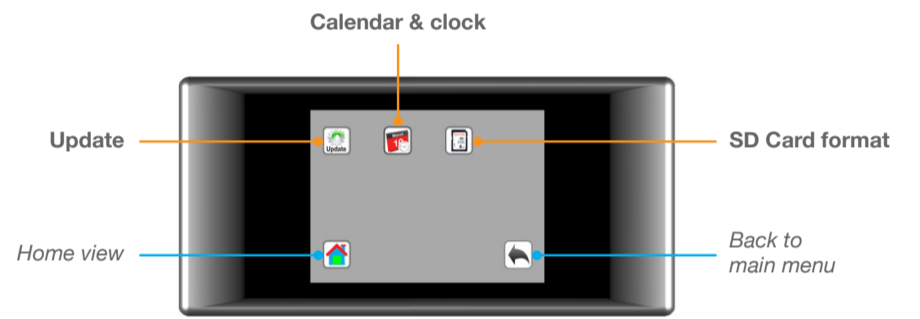 Calendar & clock
Update
SD Card format
Update
Home view
Back to
main menu